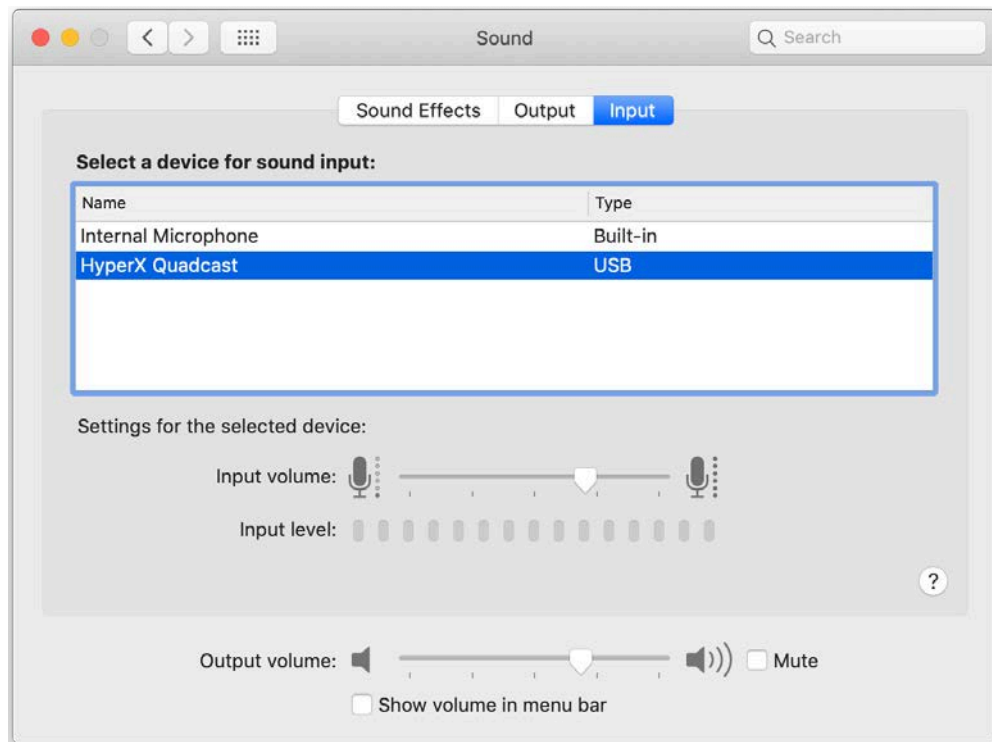 Sound
Search
Sound Effects Output Input
Select a device for sound input:
Name Type
Internal Microphone Built-in
HyperX Quadcast USB
Settings for the selected device:
Input volume:
Input level:
?
Output volume: Mute
Show volume in menu bar